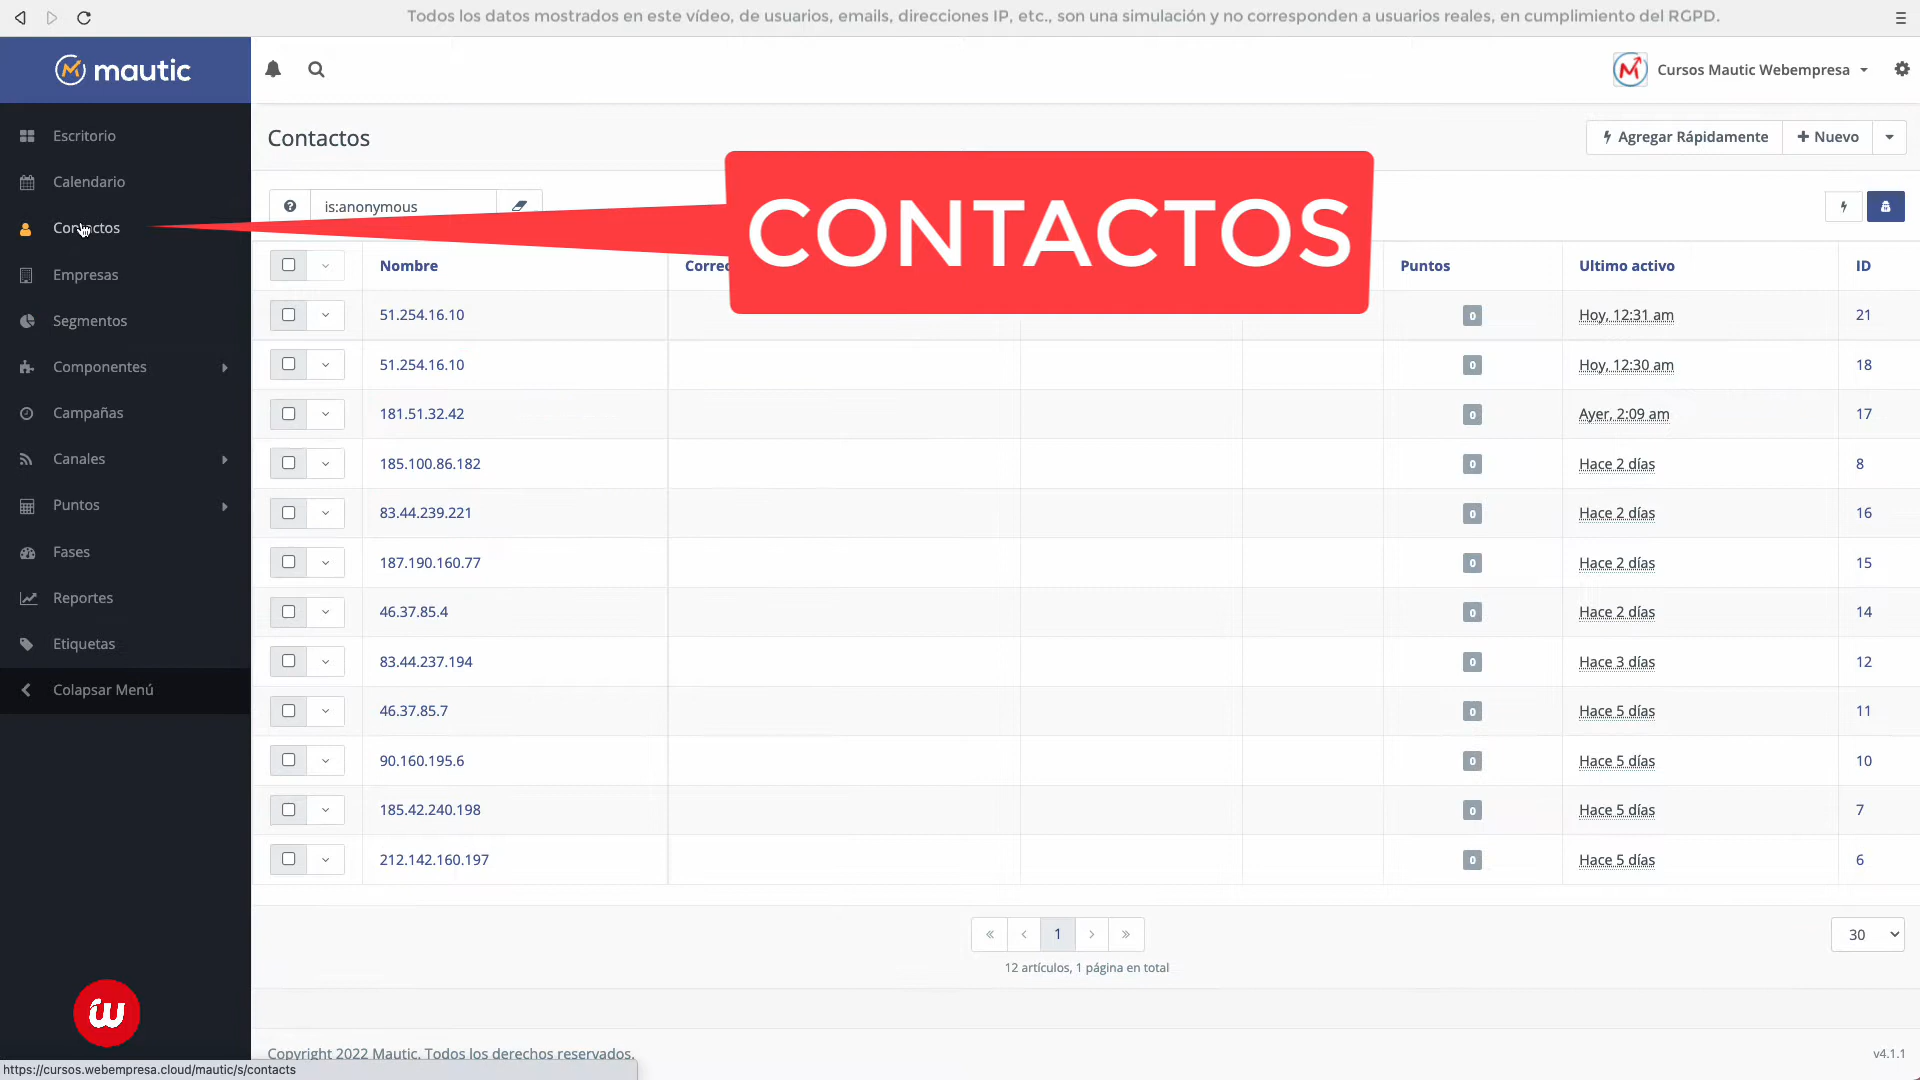 Todos los datos mostrados en este vídeo, de usuarios, emails, direcciones IP, etc., son una simulación y no corresponden a usuarios reales, en cumplimiento del RGPD.
mautic
Cursos Mautic Webempresa
Escritorio
Calendario
Contactos
Empresas
Segmentos
Componentes
Campañas
Canales
Puntos
Fases
Reportes
Etiquetas
Colapsar Menú
Contactos
Agregar Rápidamente
+ Nuevo
is:anonymous
CONTACTOS
Nombre Puntos Ultimo activo ID
51.254.16.10 0 Hoy, 12:31 am 21
51.254.16.10 0 Hoy, 12:30 am 18
181.51.32.42 0 Ayer, 2:09 am 17
185.100.86.182 0 Hace 2 días 8
83.44.239.221 0 Hace 2 días 16
187.190.160.77 0 Hace 2 días 15
46.37.85.4 0 Hace 2 días 14
83.44.237.194 0 Hace 3 días 12
46.37.85.7 0 Hace 5 días 11
90.160.195.6 0 Hace 5 días 10
185.42.240.198 0 Hace 5 días 7
212.142.160.197 0 Hace 5 días 6
« ‹ 1 › »
30
12 artículos, 1 página en total
Copyright 2022 Mautic. Todos los derechos reservados.
v4.1.1
https://cursos.webempresa.cloud/mautic/s/contacts